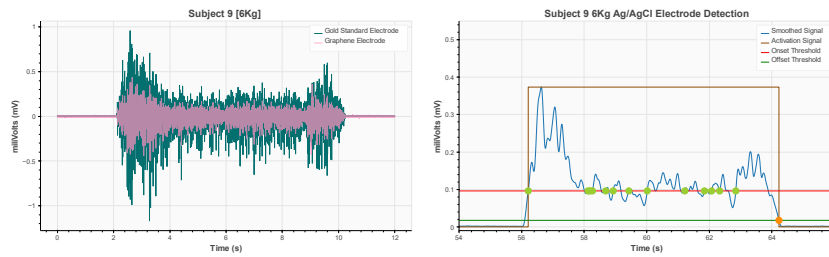 Subject 9 [6Kg]
Gold Standard Electrode
Graphene Electrode
1
0.5
0
−0.5
−1
milliVolts (mV)
0
2
4
6
8
10
12
Time (s)
Subject 9 6Kg Ag/AgCl Electrode Detection
Smoothed Signal
Activation Signal
Onset Threshold
Offset Threshold
0.5
0.4
0.3
0.2
0.1
0
milliVolts (mV)
54
56
58
60
62
64
Time (s)